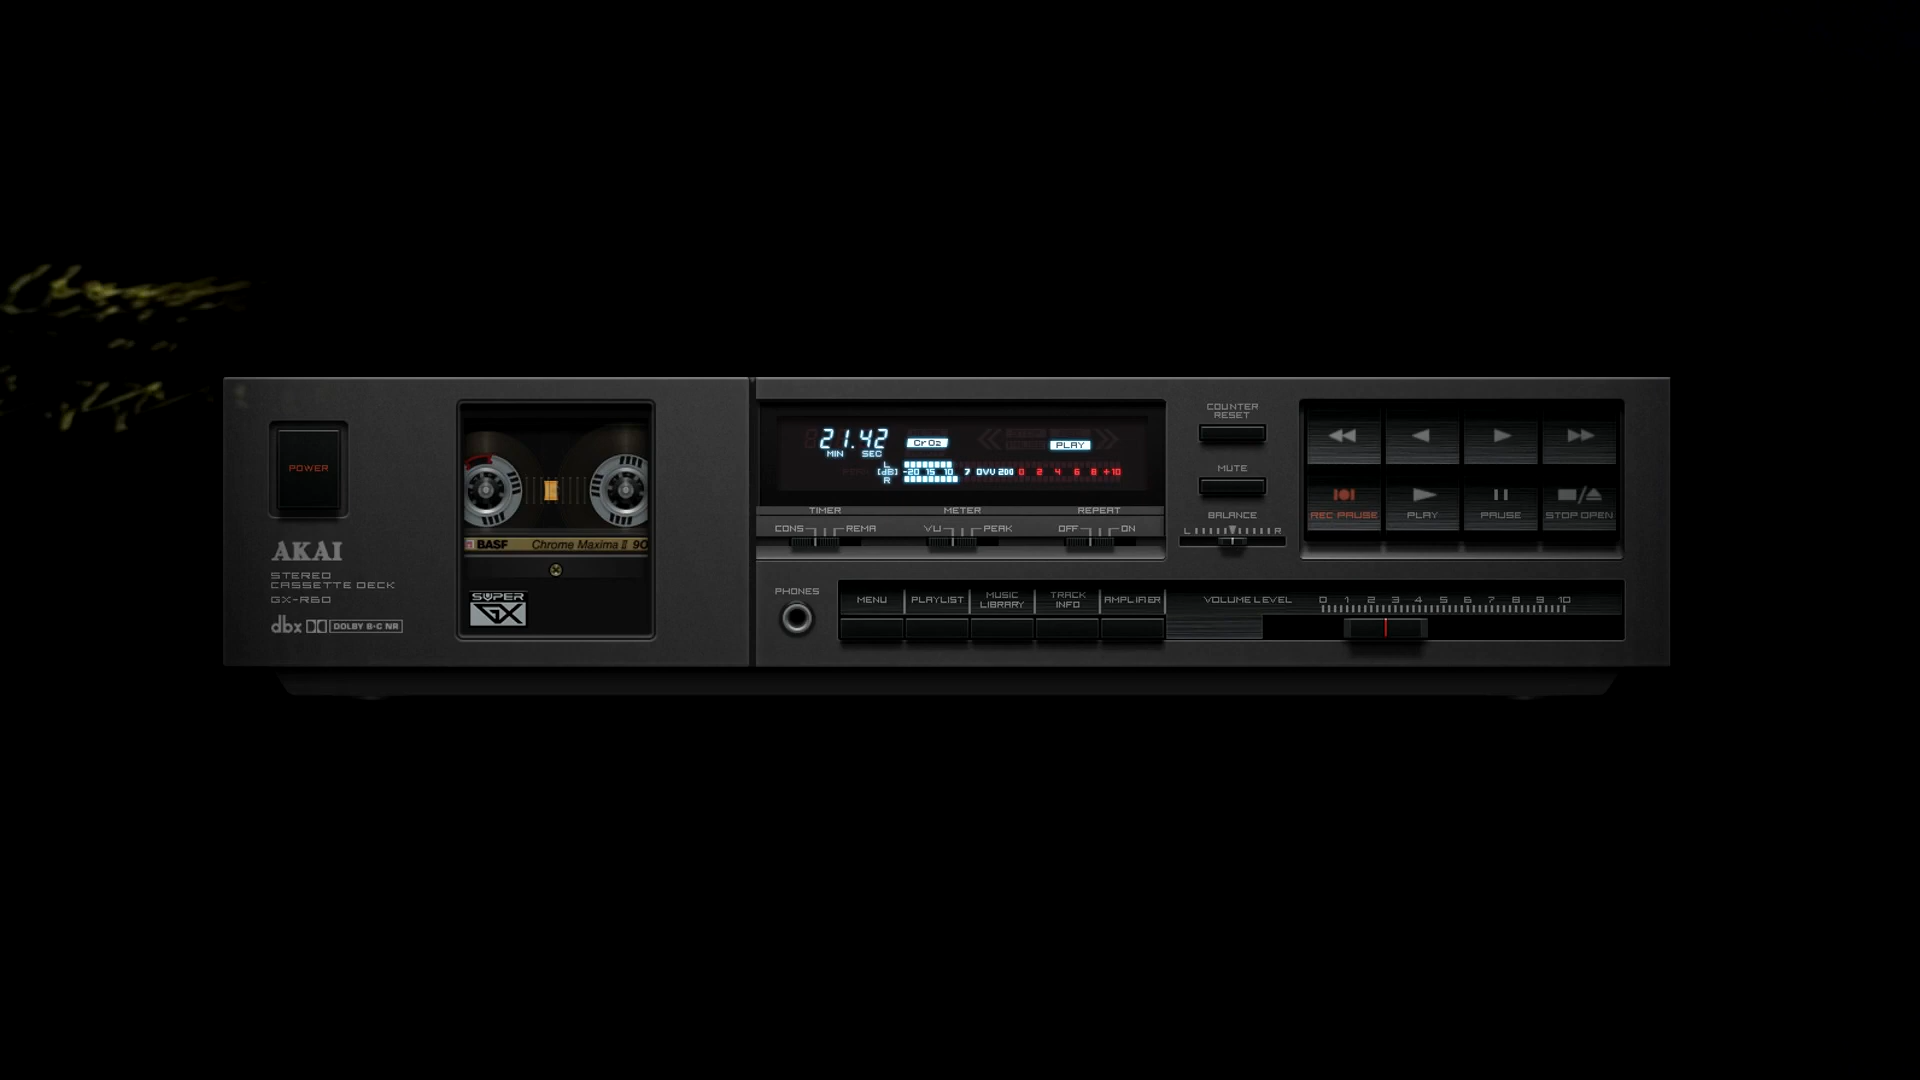 POWER
AKAI
STEREO
CASSETTE DECK
GX-R60
dbx DOLBY B-C NR
BASF Chrome Maxima II 90
SUPER
GX
21.42
MIN SEC
CrO2
PLAY
L
[dB] -20 15 10 7 0VU 200 0 2 4 6 8 +10
R
TIMER METER REPEAT
CONS REMA VU PEAK OFF ON
COUNTER
RESET
MUTE
BALANCE
L R
REC PAUSE PLAY PAUSE STOP OPEN
PHONES
MENU PLAYLIST MUSIC LIBRARY TRACK INFO AMPLIFIER
VOLUME LEVEL 0 1 2 3 4 5 6 7 8 9 10